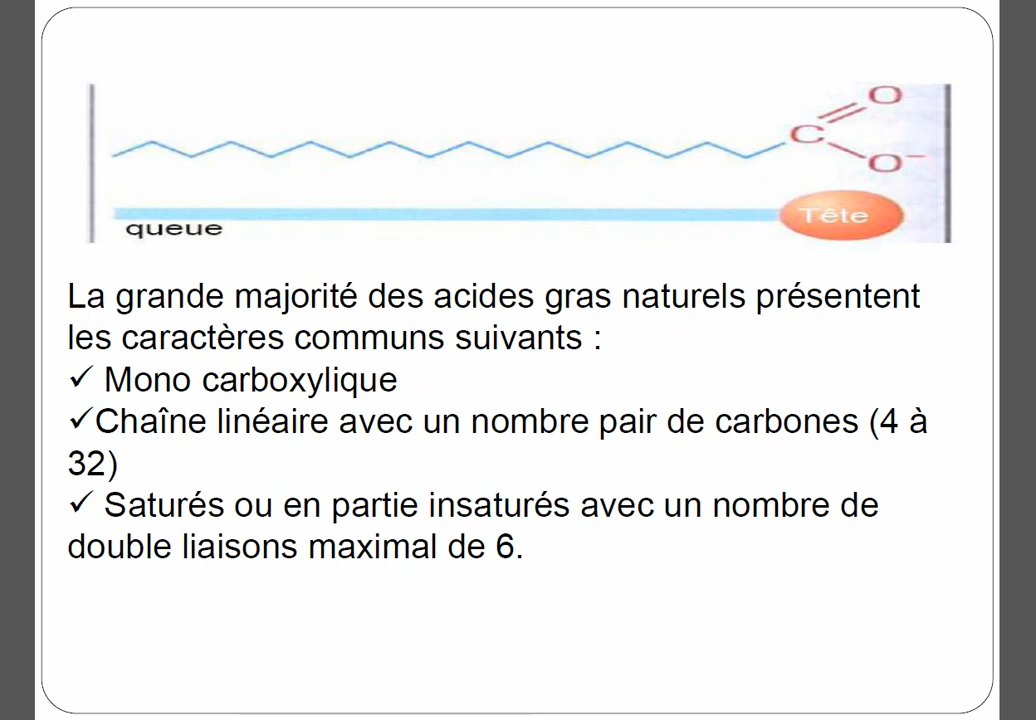 O
C
O⁻
Tête
queue
La grande majorité des acides gras naturels présentent
les caractères communs suivants :
✓ Mono carboxylique
✓Chaîne linéaire avec un nombre pair de carbones (4 à
32)
✓ Saturés ou en partie insaturés avec un nombre de
double liaisons maximal de 6.